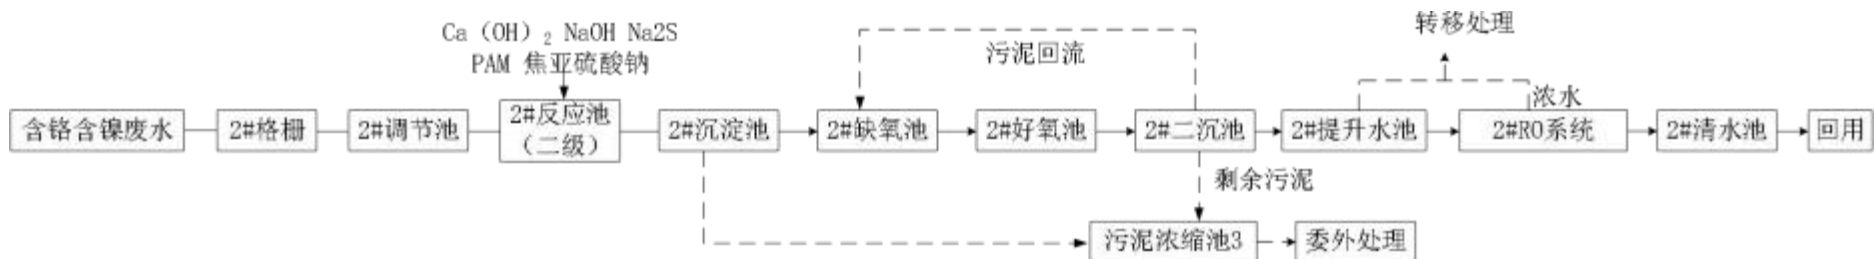 转移处理
Ca（OH）2 NaOH Na2S
PAM 焦亚硫酸钠
污泥回流
浓水
含铬含镍废水
2#格栅
2#调节池
2#反应池
（二级）
2#沉淀池
2#缺氧池
2#好氧池
2#二沉池
2#提升水池
2#RO系统
2#清水池
回用
剩余污泥
污泥浓缩池3
委外处理